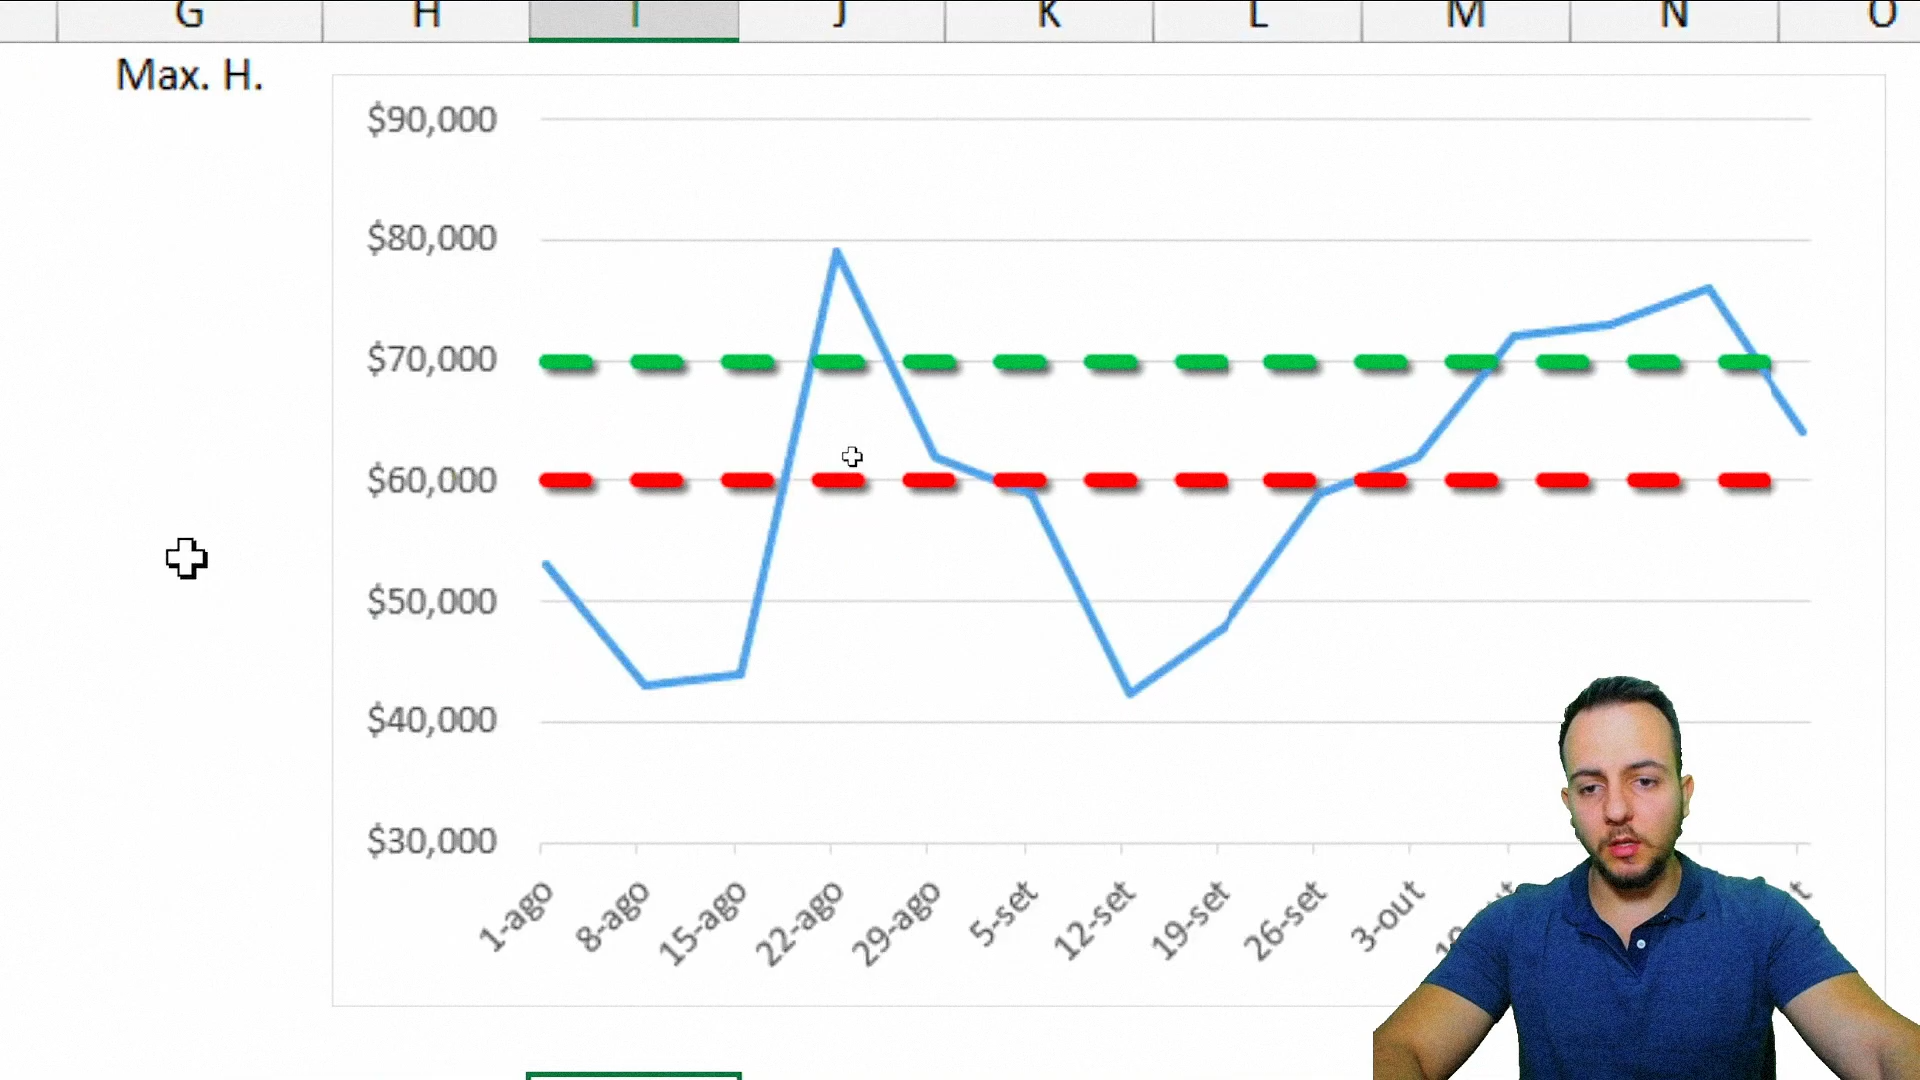 G H I J K L M N O
Max. H.
$90,000
$80,000
$70,000
$60,000
$50,000
$40,000
$30,000
1-ago 8-ago 15-ago 22-ago 29-ago 5-set 12-set 19-set 26-set 3-out